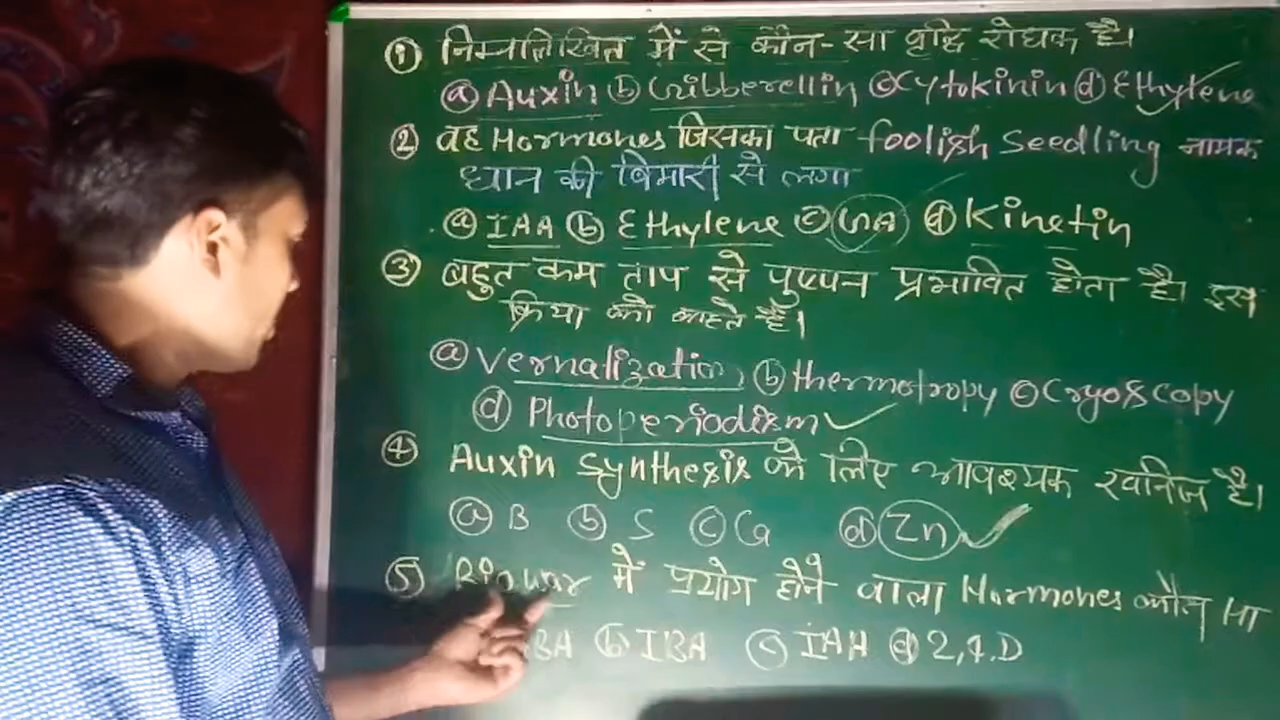 ① निम्नलिखित में से कौन-सा वृद्धि रोधक है।
ⓐ Auxin ⓑ Gibberellin ⓒ Cytokinin ⓓ Ethylene
② वह Hormones जिसका पता foolish Seedling नामक
धान की बिमारी से लगा
ⓐ IAA ⓑ Ethylene ⓒ GA ⓓ Kinetin
③ बहुत कम ताप से पुष्पन प्रभावित होता है। इस
क्रिया को कहते हैं।
ⓐ Vernalization ⓑ thermotropy ⓒ Cryoscopy
ⓓ Photoperiodism
④ Auxin Synthesis के लिए आवश्यक खनिज है।
ⓐ B ⓑ S ⓒ Ca ⓓ Zn
⑤ में प्रयोग होने वाला Hormones कौन सा
BA ⓑ IBA ⓒ IAA ⓓ 2,4.D